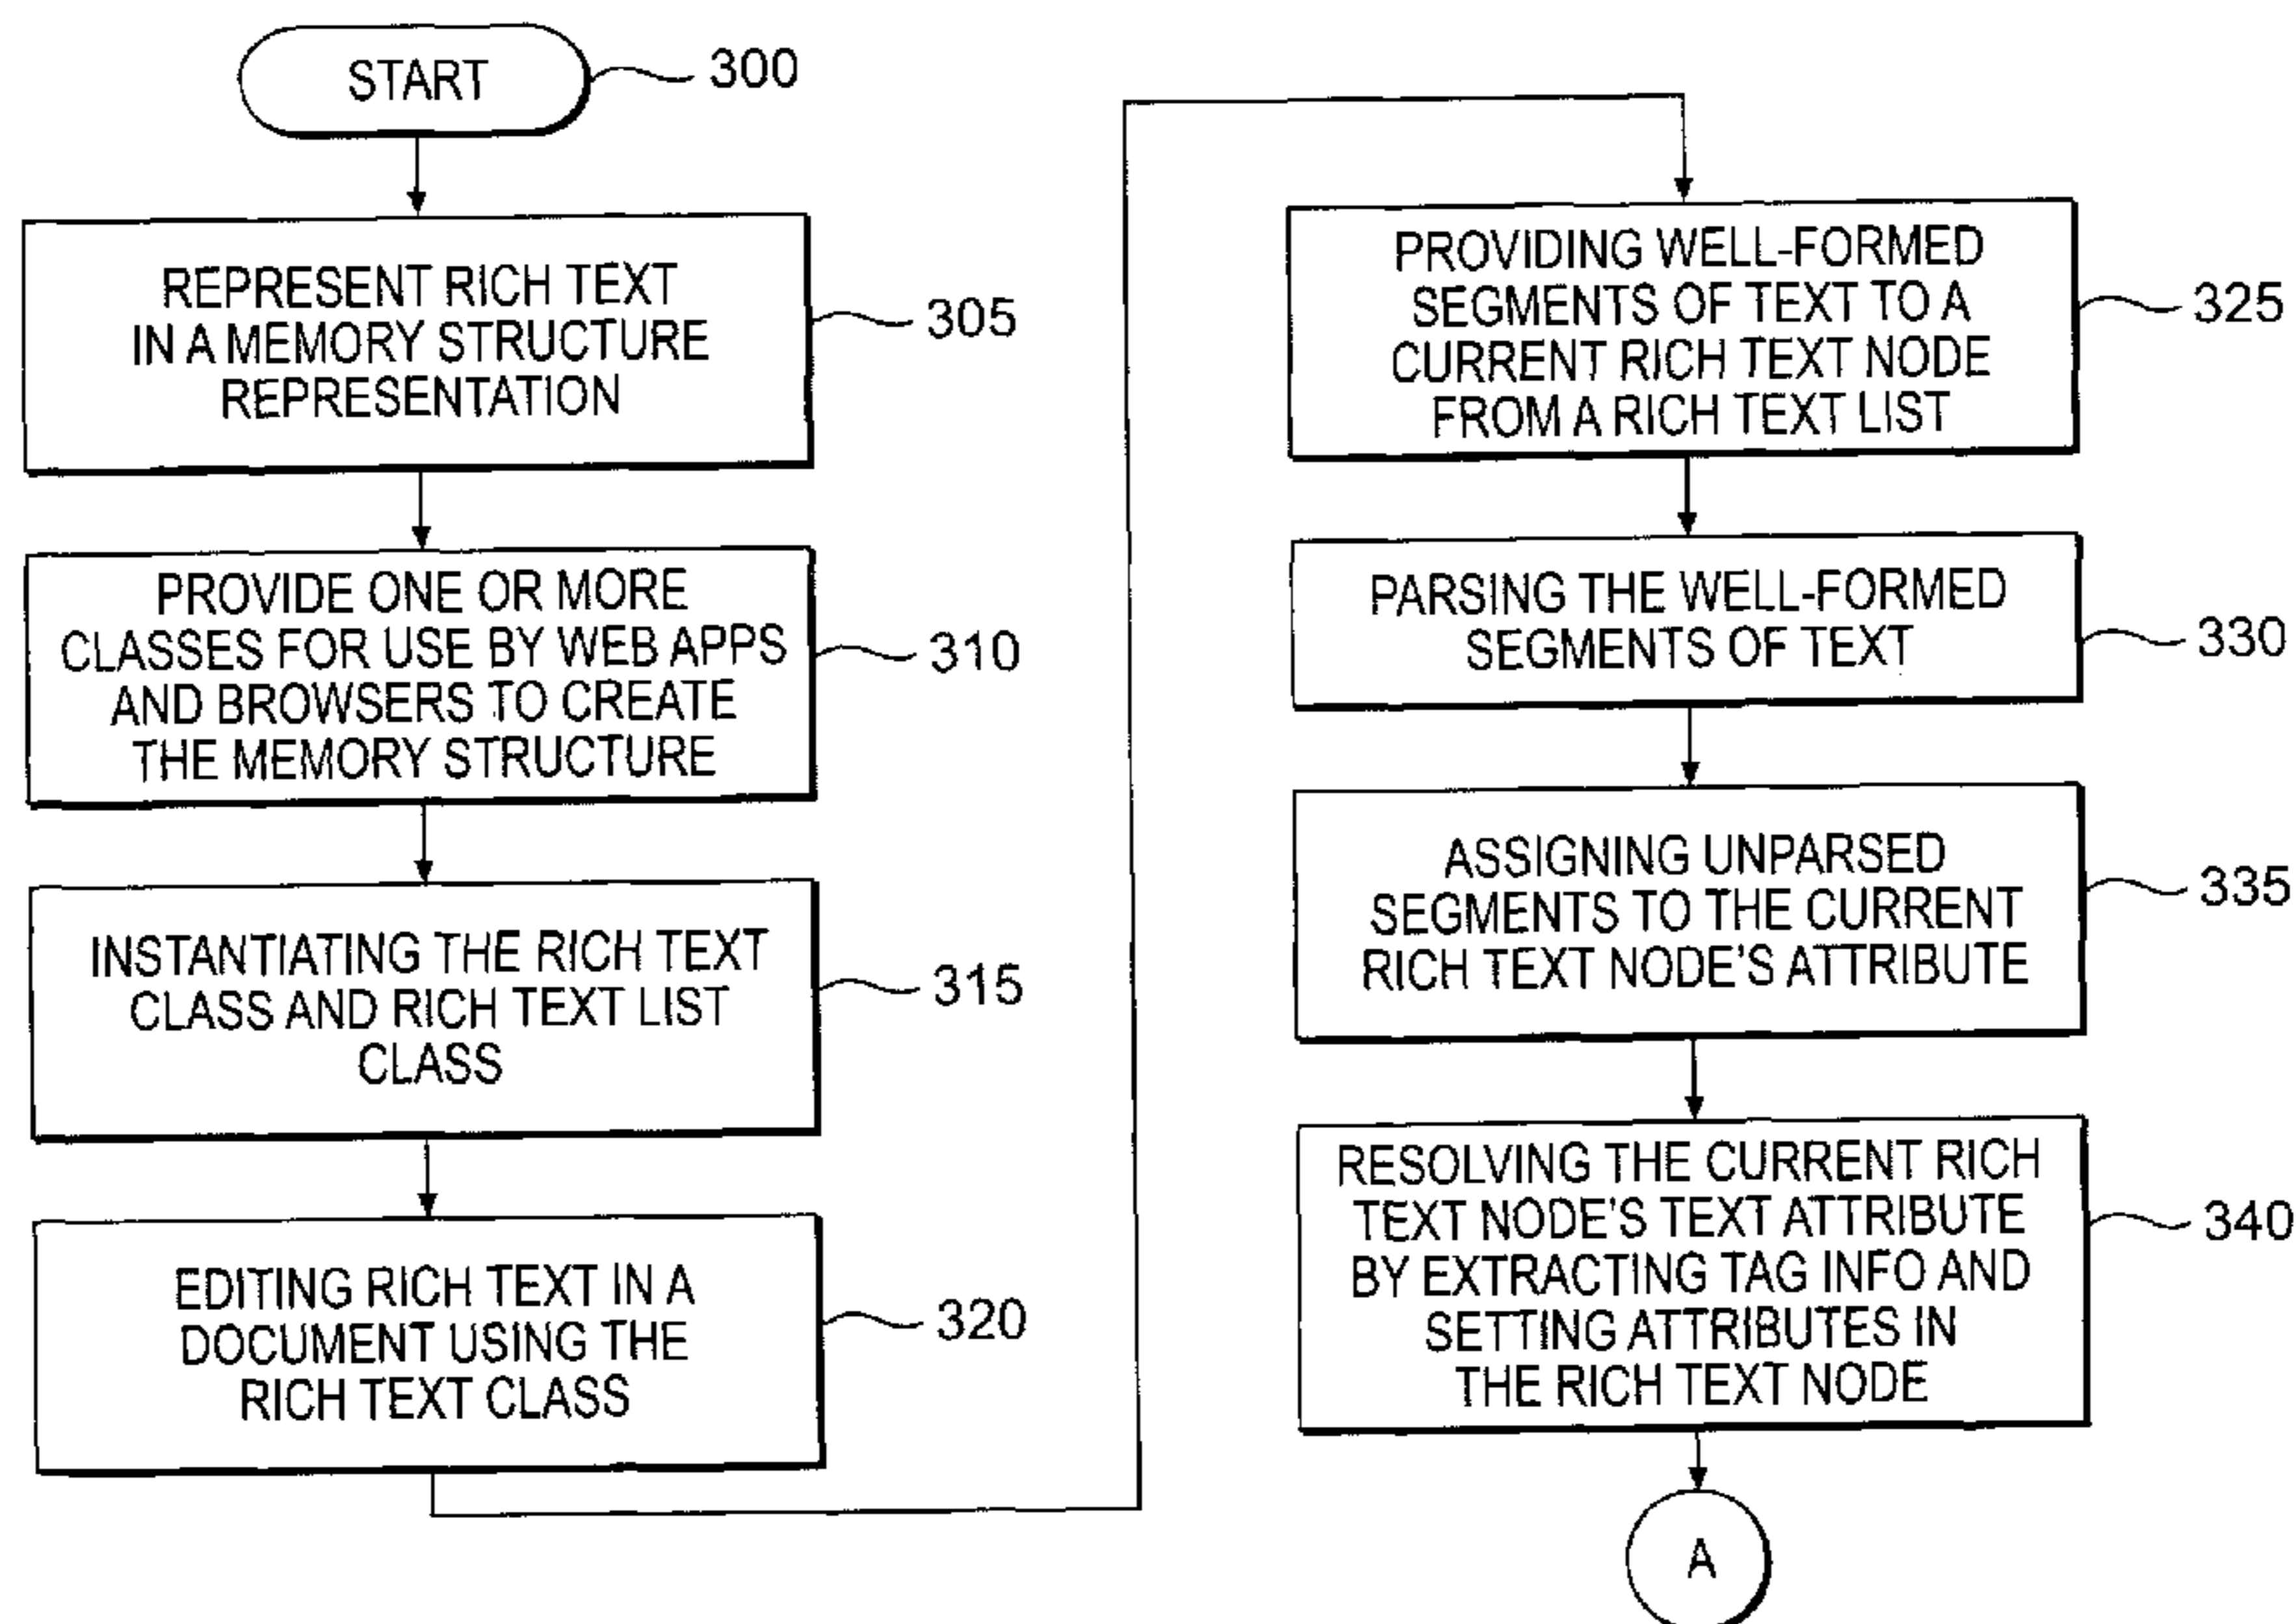 START
300
REPRESENT RICH TEXT
IN A MEMORY STRUCTURE
REPRESENTATION
305
PROVIDE ONE OR MORE
CLASSES FOR USE BY WEB APPS
AND BROWSERS TO CREATE
THE MEMORY STRUCTURE
310
INSTANTIATING THE RICH TEXT
CLASS AND RICH TEXT LIST
CLASS
315
EDITING RICH TEXT IN A
DOCUMENT USING THE
RICH TEXT CLASS
320
PROVIDING WELL-FORMED
SEGMENTS OF TEXT TO A
CURRENT RICH TEXT NODE
FROM A RICH TEXT LIST
325
PARSING THE WELL-FORMED
SEGMENTS OF TEXT
330
ASSIGNING UNPARSED
SEGMENTS TO THE CURRENT
RICH TEXT NODE'S ATTRIBUTE
335
RESOLVING THE CURRENT RICH
TEXT NODE'S TEXT ATTRIBUTE
BY EXTRACTING TAG INFO AND
SETTING ATTRIBUTES IN
THE RICH TEXT NODE
340
A